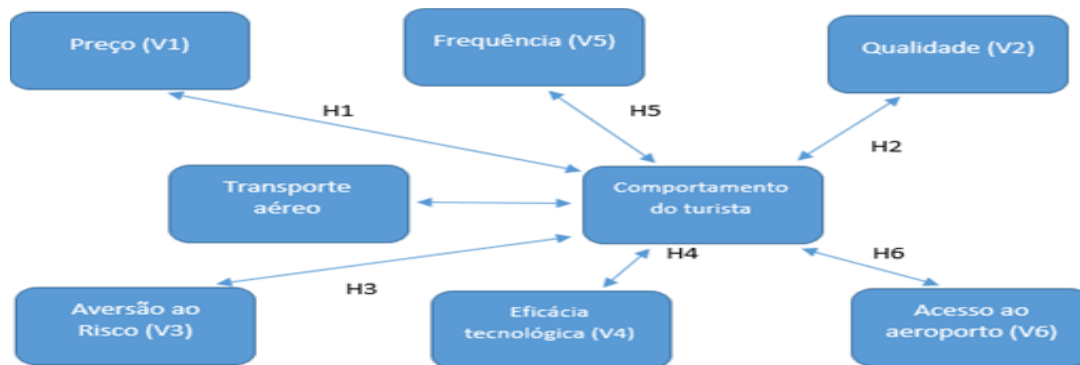 Preço (V1)
Frequência (V5)
Qualidade (V2)
H1
H5
H2
Transporte
aéreo
Comportamento
do turista
H3
H4
H6
Aversão ao
Risco (V3)
Eficácia
tecnológica (V4)
Acesso ao
aeroporto (V6)